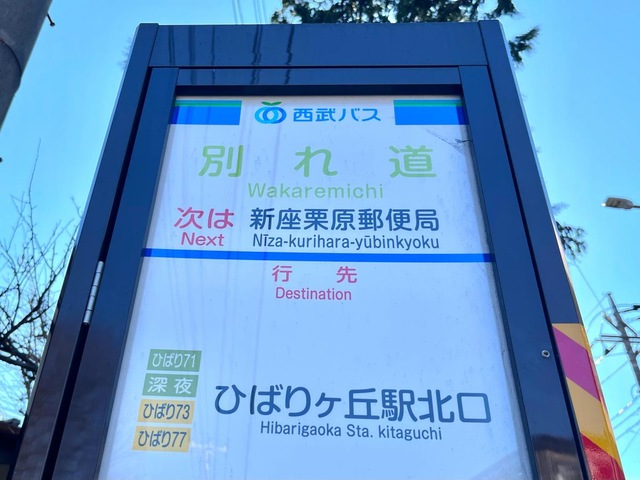 西武バス
別れ道
Wakaremichi
次は 新座栗原郵便局
Next Nīza-kurihara-yūbinkyoku
行先
Destination
ひばり71
深夜
ひばり73
ひばり77
ひばりヶ丘駅北口
Hibarigaoka Sta. kitaguchi